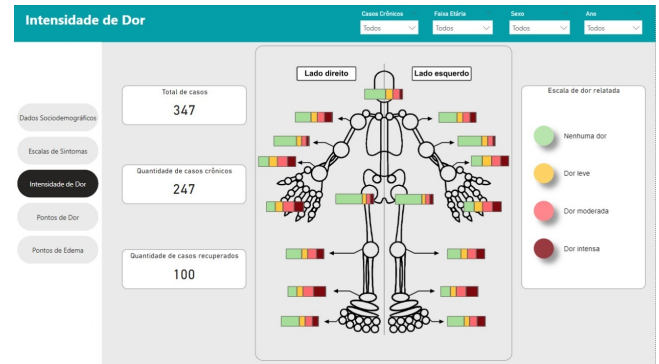 Intensidade de Dor
Casos Crônicos
Todos
Faixa Etária
Todos
Sexo
Todos
Ano
Todos
Dados Sociodemográficos
Escalas de Sintomas
Intensidade de Dor
Pontos de Dor
Pontos de Edema
Total de casos
347
Quantidade de casos crônicos
247
Quantidade de casos recuperados
100
Lado direito
Lado esquerdo
Escala de dor relatada
Nenhuma dor
Dor leve
Dor moderada
Dor intensa